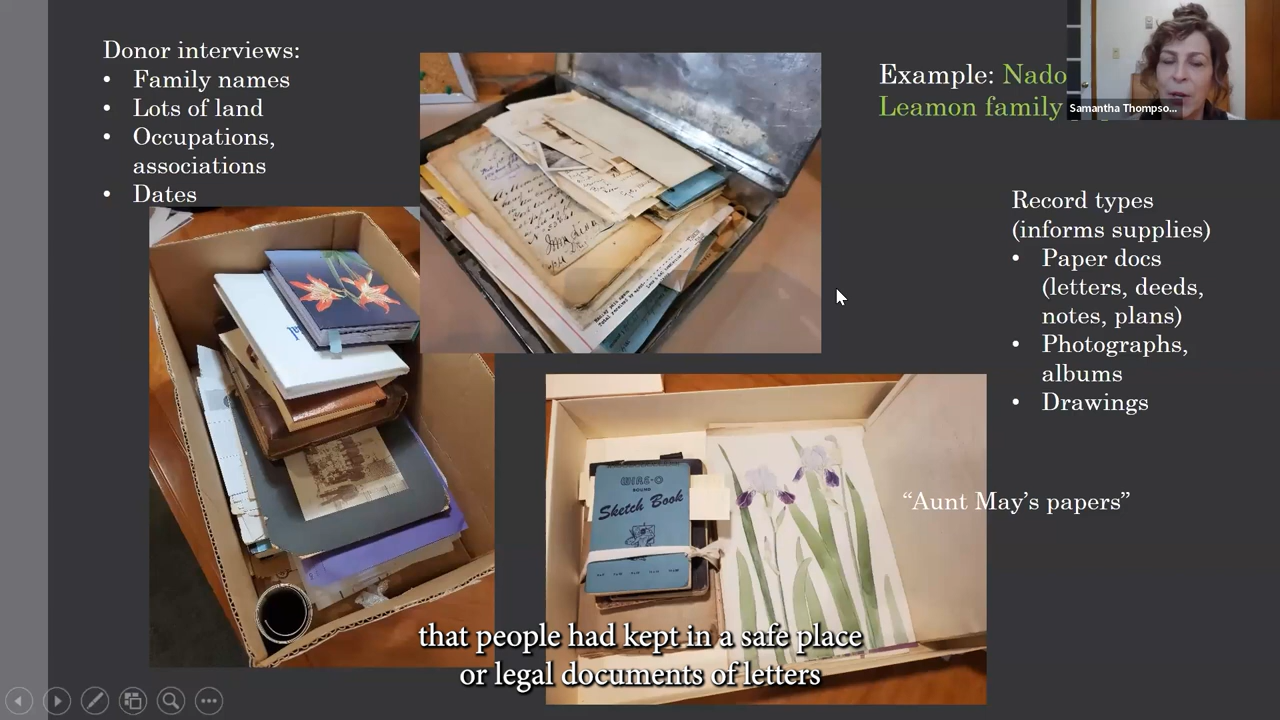 Donor interviews:
• Family names
• Lots of land
• Occupations,
associations
• Dates
Example: Nado
Leamon family
Samantha Thompso...
Record types
(informs supplies)
• Paper docs
(letters, deeds,
notes, plans)
• Photographs,
albums
• Drawings
“Aunt May’s papers”
WIRE-O
BOUND
Sketch Book
that people had kept in a safe place
or legal documents of letters